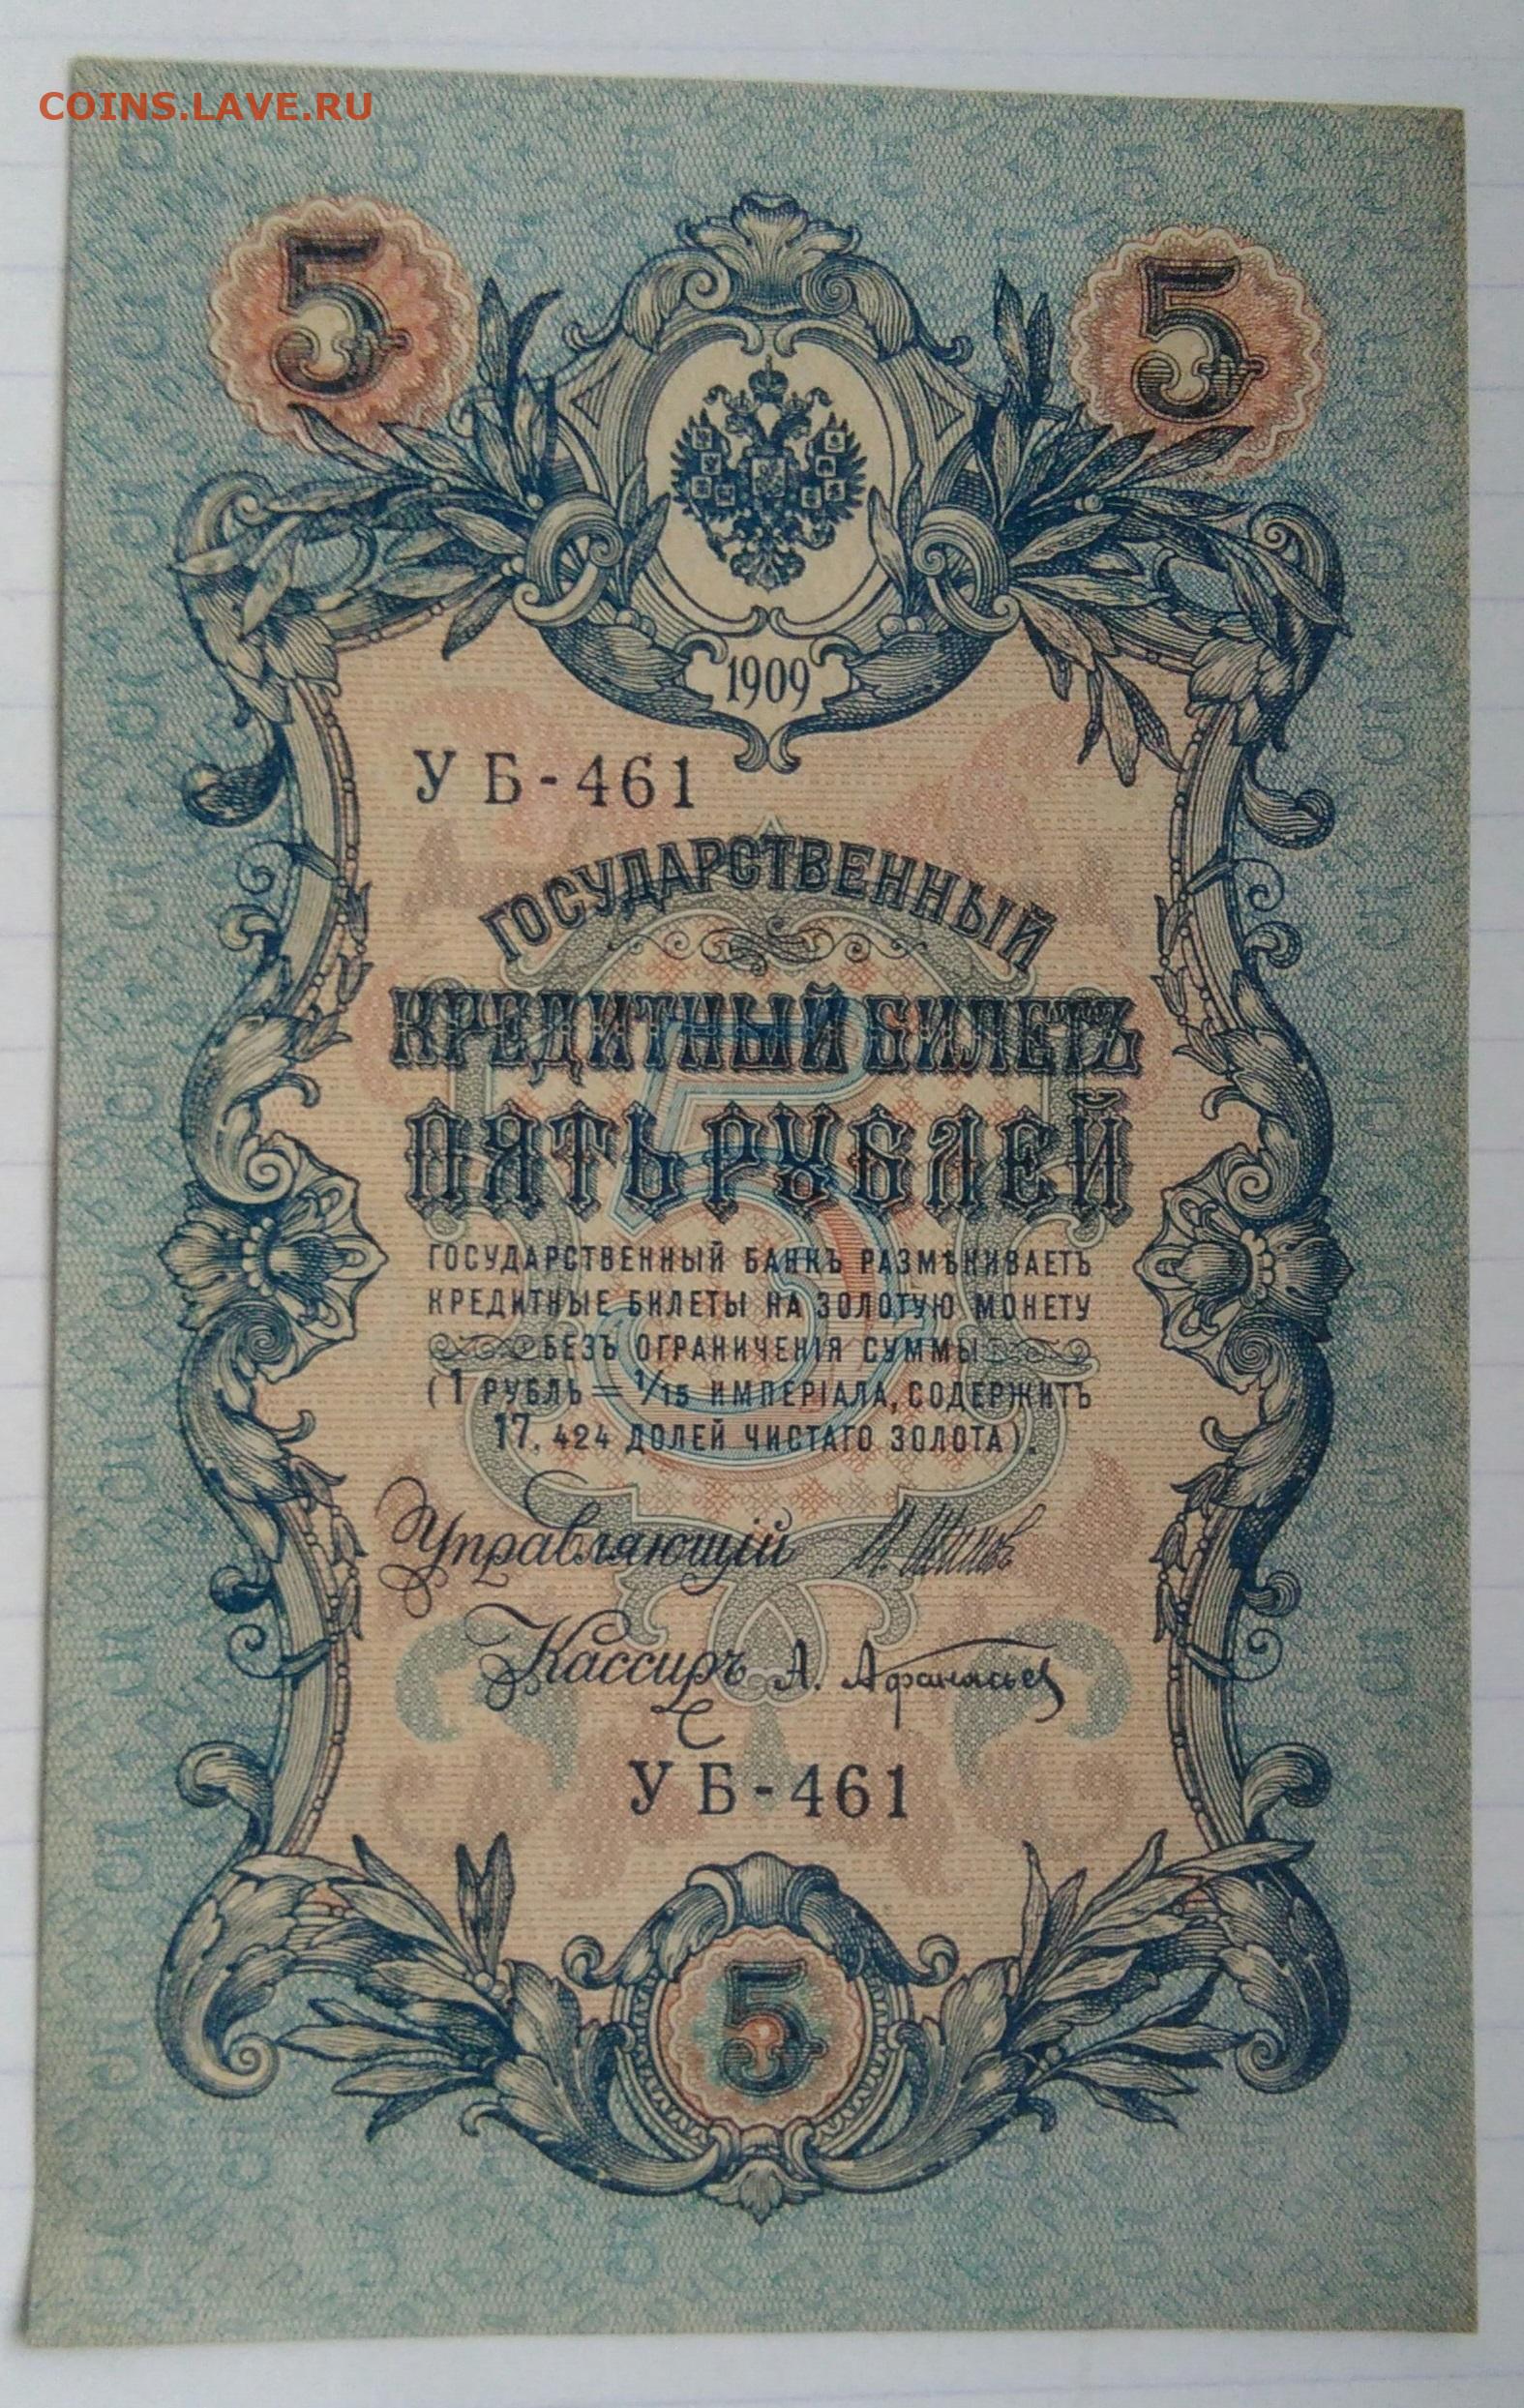 COINS.LAVE.RU
5 5
1909
УБ-461
ГОСУДАРСТВЕННЫЙ
КРЕДИТНЫЙ БИЛЕТЪ
ПЯТЬ РУБЛЕЙ
ГОСУДАРСТВЕННЫЙ БАНКЪ РАЗМѢНИВАЕТЪ
КРЕДИТНЫЕ БИЛЕТЫ НА ЗОЛОТУЮ МОНЕТУ
БЕЗЪ ОГРАНИЧЕНІЯ СУММЫ
(1 РУБЛЬ = 1/15 ИМПЕРІАЛА, СОДЕРЖИТЪ
17,424 ДОЛЕЙ ЧИСТАГО ЗОЛОТА).
Управляющій И. Шипов
Кассиръ А. Афанасьев
УБ-461
5